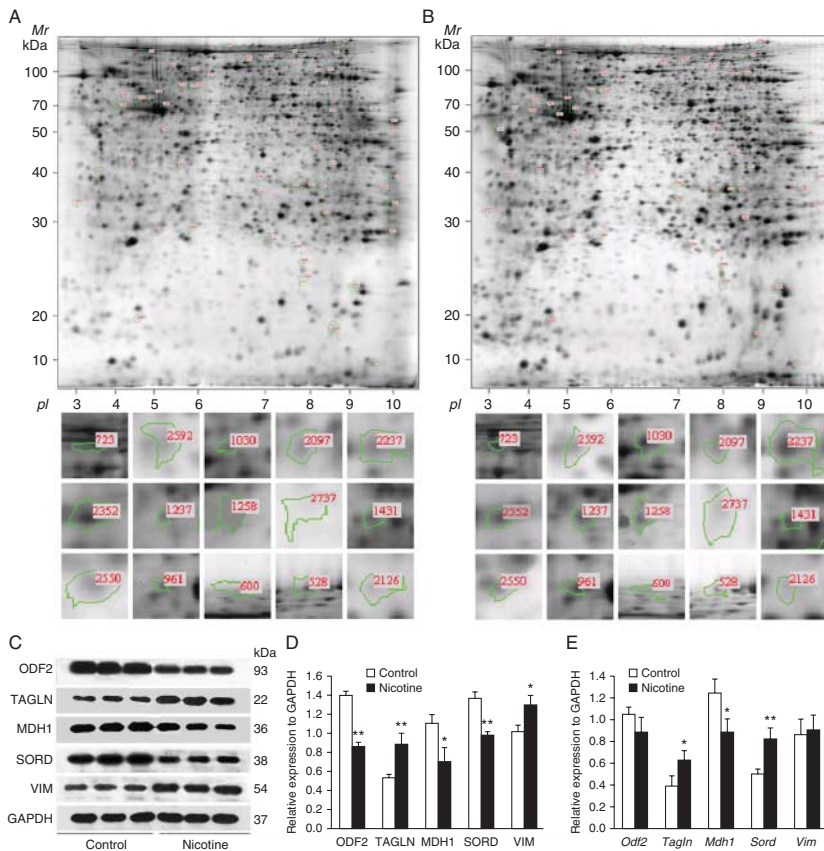 A
Mr
kDa
100
70
50
40
30
20
10
pI 3 4 5 6 7 8 9 10
723 2592 1030 2097 2237
2352 1237 1258 2737 1431
2550 961 600 528 2126
B
Mr
kDa
100
70
50
40
30
20
10
pI 3 4 5 6 7 8 9 10
723 2592 1030 2097 2237
2352 1237 1258 2737 1431
2550 961 600 528 2126
C
kDa
ODF2 93
TAGLN 22
MDH1 36
SORD 38
VIM 54
GAPDH 37
Control Nicotine
D
Relative expression to GAPDH
1.6
1.4
1.2
1.0
0.8
0.6
0.4
0.2
0.0
Control
Nicotine
** ** * ** *
ODF2 TAGLN MDH1 SORD VIM
E
Relative expression to GAPDH
1.4
1.2
1.0
0.8
0.6
0.4
0.2
0.0
Control
Nicotine
* * **
Odf2 Tagln Mdh1 Sord Vim